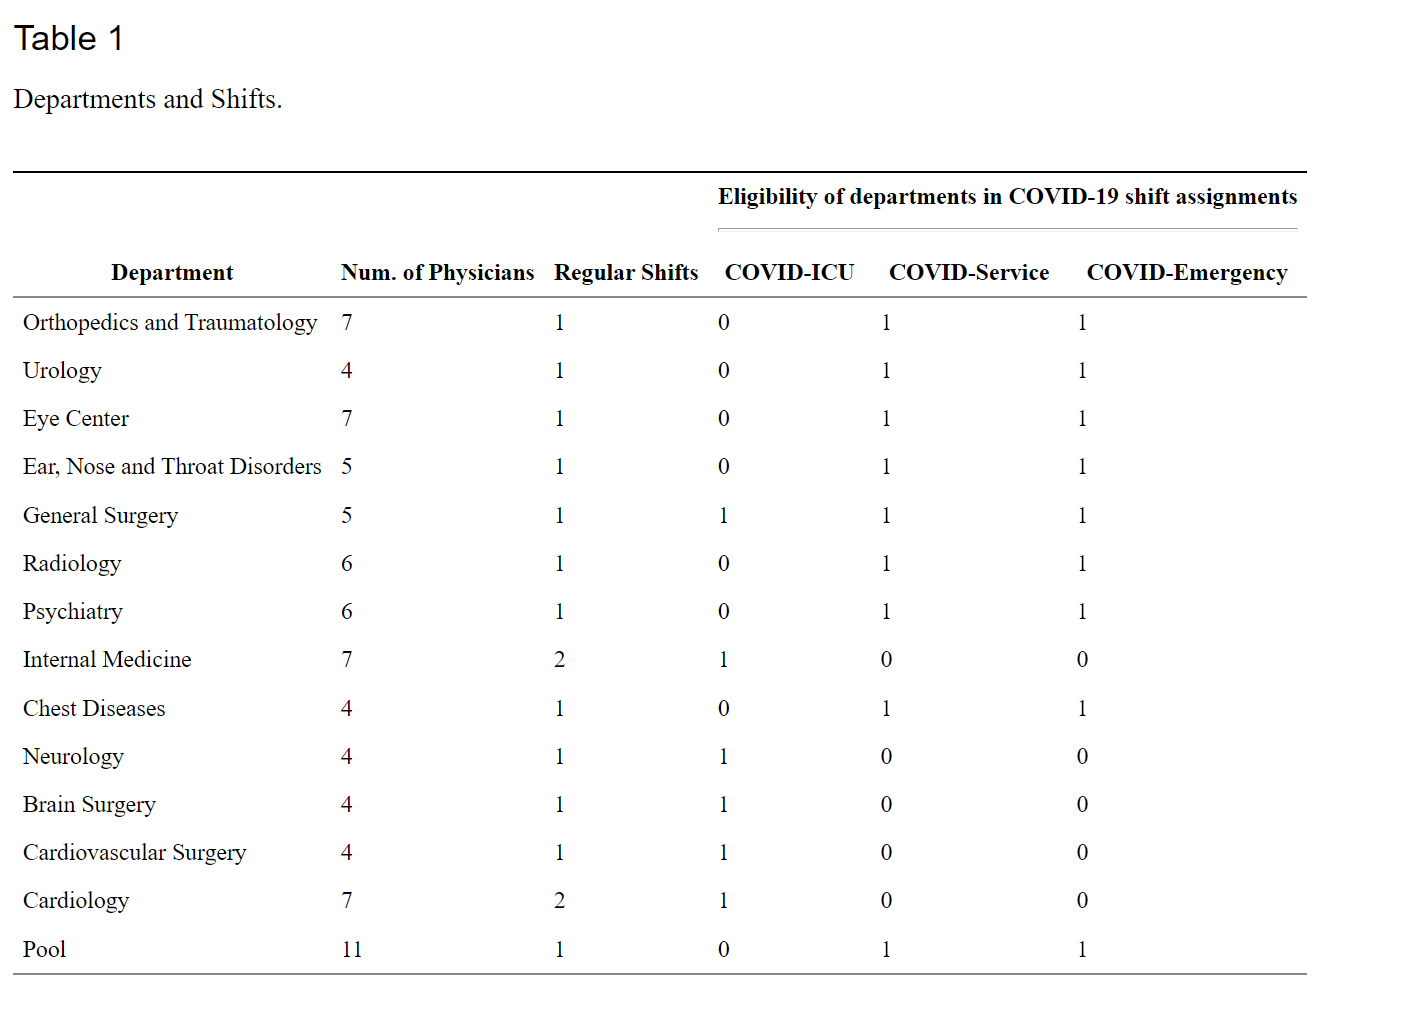 Table 1
Departments and Shifts.
Eligibility of departments in COVID-19 shift assignments
Department Num. of Physicians Regular Shifts COVID-ICU COVID-Service COVID-Emergency
Orthopedics and Traumatology 7 1 0 1 1
Urology 4 1 0 1 1
Eye Center 7 1 0 1 1
Ear, Nose and Throat Disorders 5 1 0 1 1
General Surgery 5 1 1 1 1
Radiology 6 1 0 1 1
Psychiatry 6 1 0 1 1
Internal Medicine 7 2 1 0 0
Chest Diseases 4 1 0 1 1
Neurology 4 1 1 0 0
Brain Surgery 4 1 1 0 0
Cardiovascular Surgery 4 1 1 0 0
Cardiology 7 2 1 0 0
Pool 11 1 0 1 1